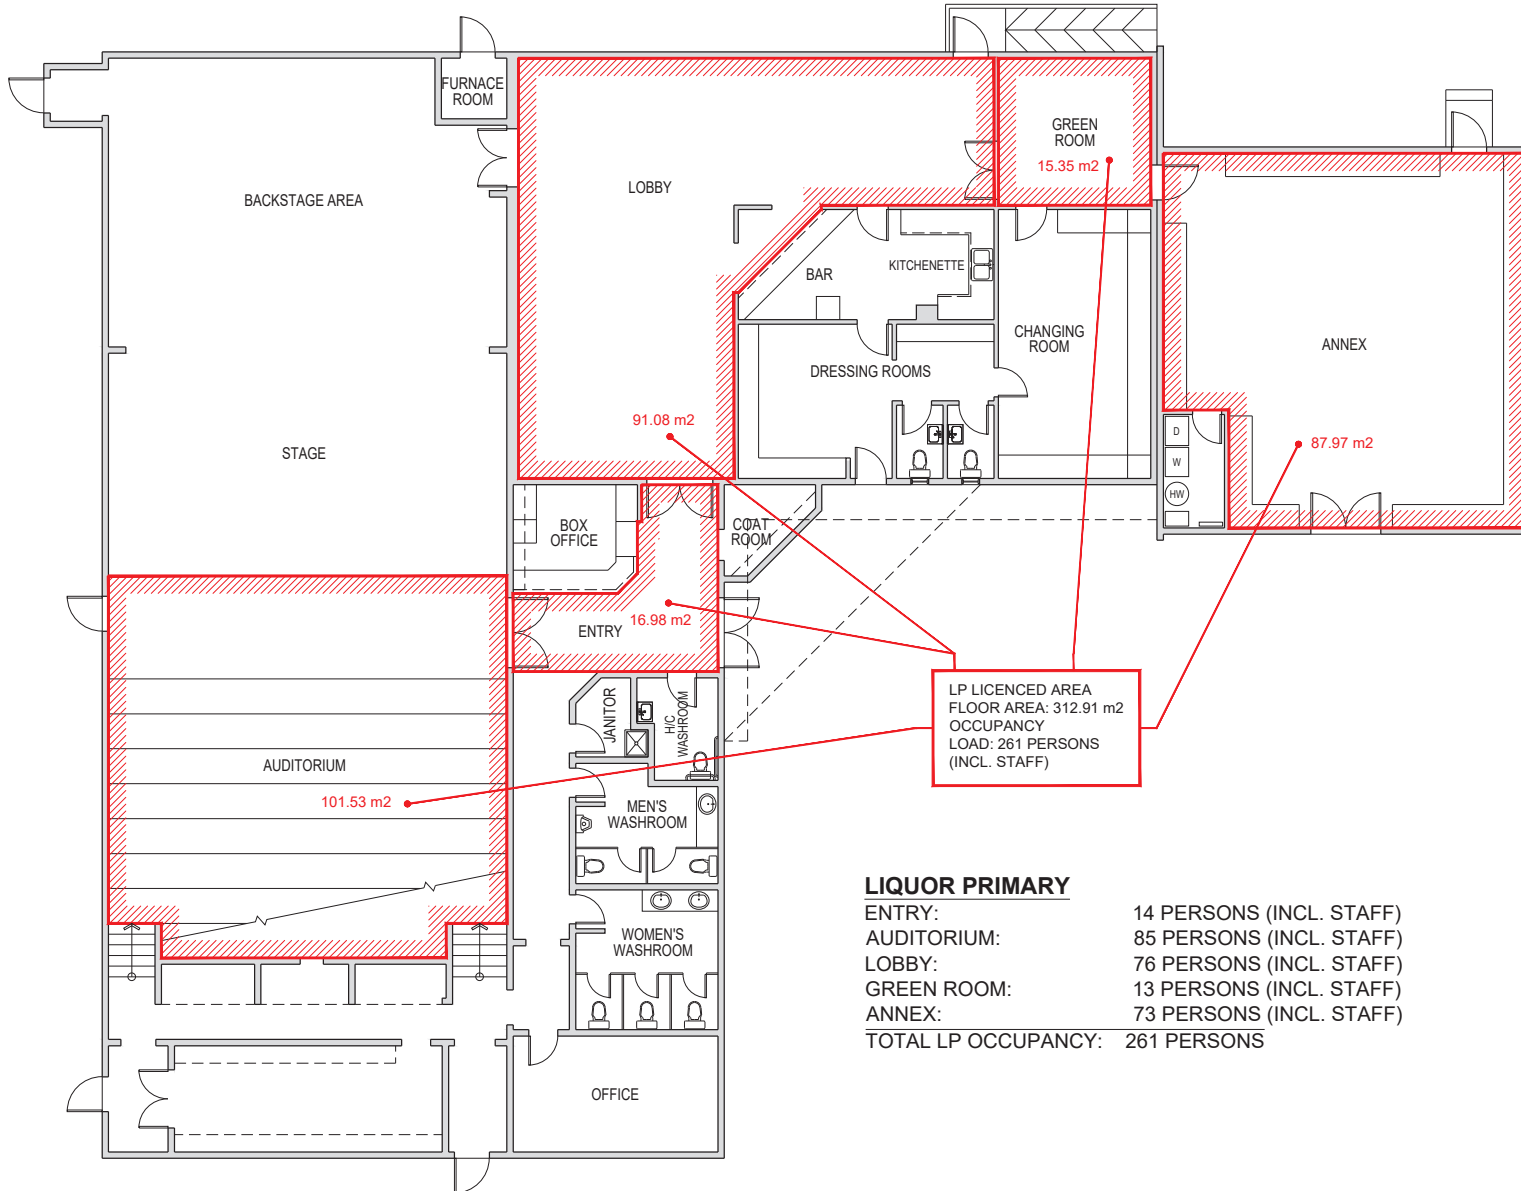 FURNACE
ROOM
BACKSTAGE AREA
LOBBY
GREEN
ROOM
15.35 m2
BAR
KITCHENETTE
CHANGING
ROOM
ANNEX
DRESSING ROOMS
91.08 m2
87.97 m2
D
W
HW
STAGE
BOX
OFFICE
COAT
ROOM
ENTRY
16.98 m2
JANITOR
H/C
WASHROOM
LP LICENCED AREA
FLOOR AREA: 312.91 m2
OCCUPANCY
LOAD: 261 PERSONS
(INCL. STAFF)
AUDITORIUM
101.53 m2
MEN'S
WASHROOM
WOMEN'S
WASHROOM
OFFICE
LIQUOR PRIMARY
ENTRY: 14 PERSONS (INCL. STAFF)
AUDITORIUM: 85 PERSONS (INCL. STAFF)
LOBBY: 76 PERSONS (INCL. STAFF)
GREEN ROOM: 13 PERSONS (INCL. STAFF)
ANNEX: 73 PERSONS (INCL. STAFF)
TOTAL LP OCCUPANCY: 261 PERSONS